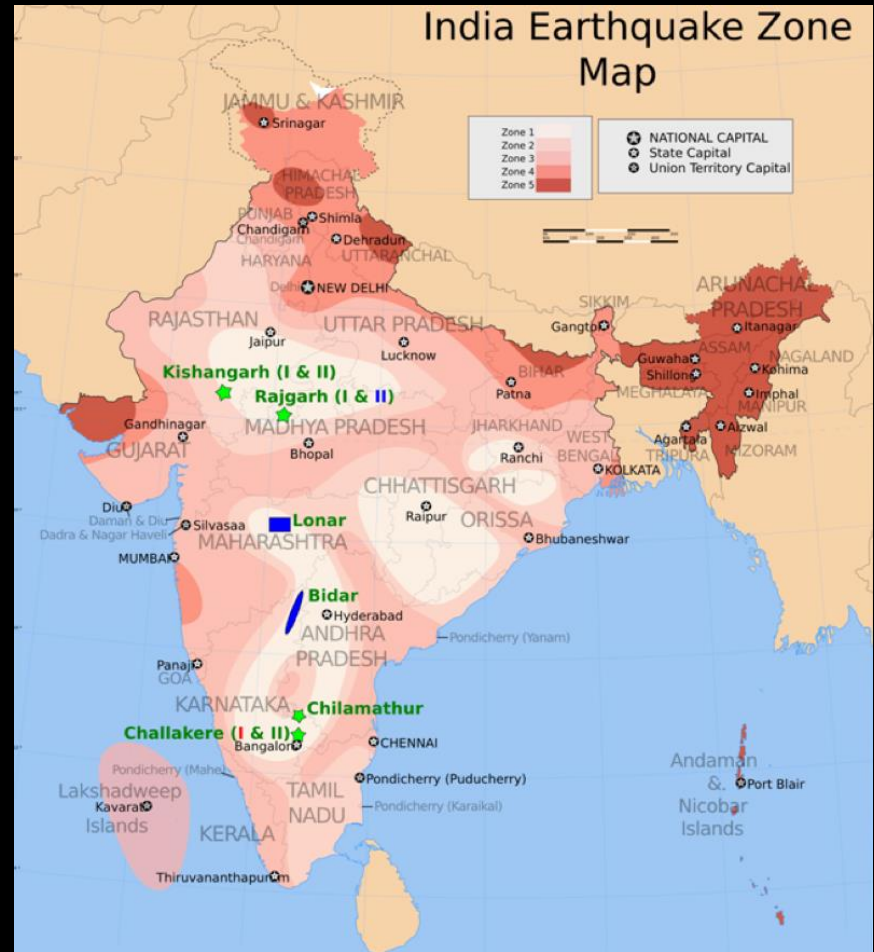 India Earthquake Zone
Map
Zone 1
Zone 2
Zone 3
Zone 4
Zone 5
NATIONAL CAPITAL
State Capital
Union Territory Capital
JAMMU & KASHMIR
Srinagar
HIMACHAL
PRADESH
PUNJAB
Shimla
Chandigarh
Chandigarh
Dehradun
UTTARANCHAL
HARYANA
Delhi
NEW DELHI
RAJASTHAN
UTTAR PRADESH
Jaipur
Lucknow
SIKKIM
Gangtok
ARUNACHAL
PRADESH
Itanagar
ASSAM
NAGALAND
Guwahati
Shillong
Kohima
MEGHALAYA
Imphal
MANIPUR
BIHAR
Patna
Kishangarh (I & II)
Rajgarh (I & II)
Gandhinagar
MADHYA PRADESH
JHARKHAND
WEST
BENGAL
Agartala
Aizwal
TRIPURA
MIZORAM
GUJARAT
Bhopal
Ranchi
KOLKATA
CHHATTISGARH
Diu
Daman & Diu
Dadra & Nagar Haveli
Silvasaa
Lonar
MAHARASHTRA
Raipur
ORISSA
Bhubaneshwar
MUMBAI
Bidar
Hyderabad
ANDHRA
PRADESH
Pondicherry (Yanam)
Panaji
GOA
KARNATAKA
Chilamathur
Challakere (I & II)
Bangalore
CHENNAI
Pondicherry (Mahe)
Pondicherry (Puducherry)
Lakshadweep
Islands
Kavarati
TAMIL
NADU
Pondicherry (Karaikal)
KERALA
Thiruvananthapuram
Andaman
&
Nicobar
Islands
Port Blair